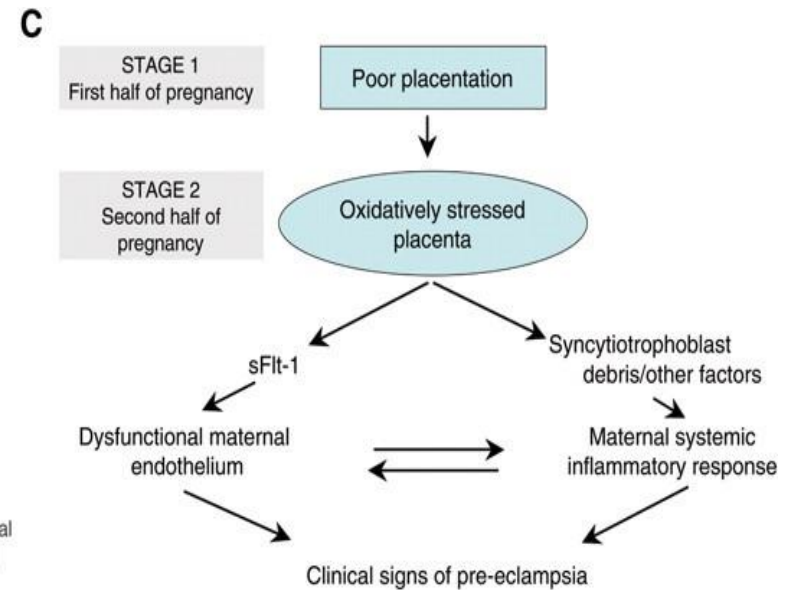 C
STAGE 1
First half of pregnancy
Poor placentation
STAGE 2
Second half of
pregnancy
Oxidatively stressed
placenta
sFlt-1
Syncytiotrophoblast
debris/other factors
Dysfunctional maternal
endothelium
Maternal systemic
inflammatory response
al
Clinical signs of pre-eclampsia